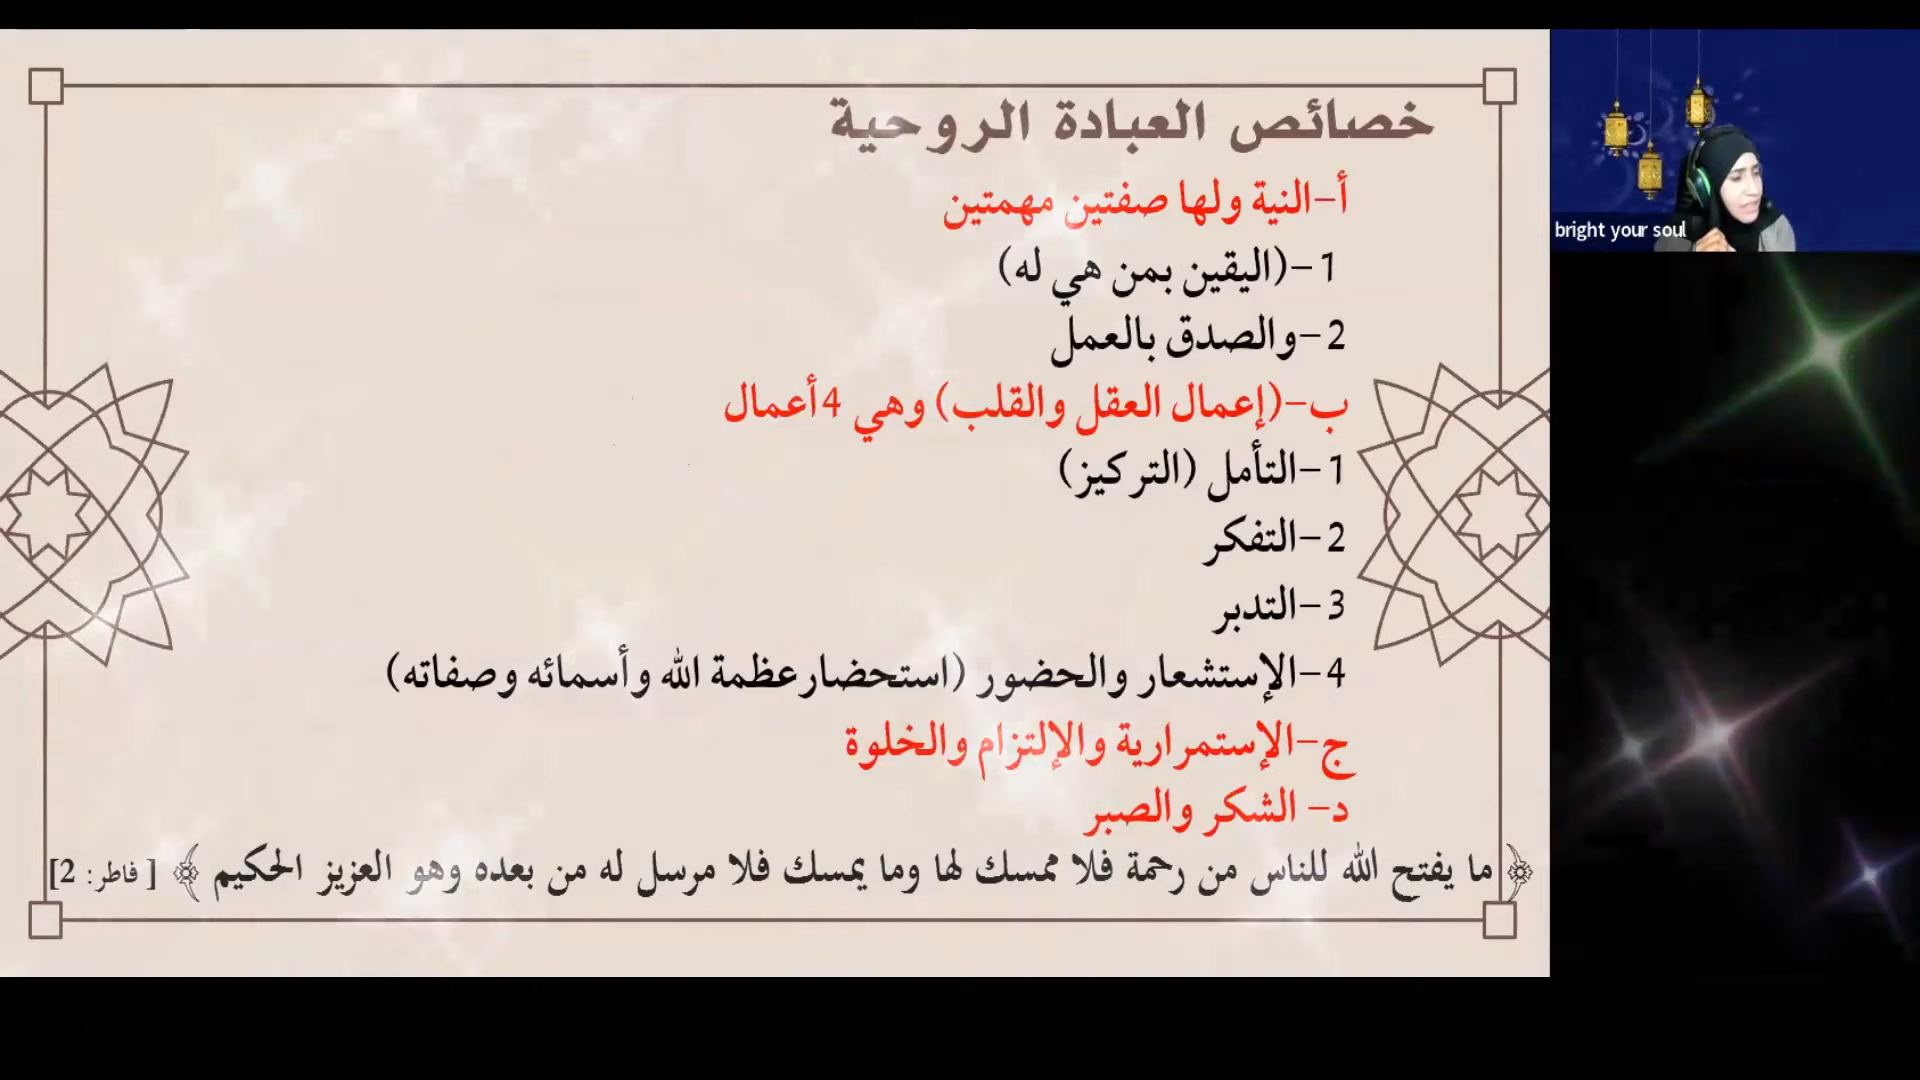 خصائص العبادة الروحية
أ-النية ولها صفتين مهمتين
1-(اليقين بمن هي له)
2-والصدق بالعمل
ب-(إعمال العقل والقلب) وهي 4أعمال
1-التأمل (التركيز)
2-التفكر
3-التدبر
4-الإستشعار والحضور (استحضارعظمة الله وأسمائه وصفاته)
ج-الإستمرارية والإلتزام والخلوة
د- الشكر والصبر
﴿ ما يفتح الله للناس من رحمة فلا ممسك لها وما يمسك فلا مرسل له من بعده وهو العزيز الحكيم ﴾ [ فاطر: 2]
bright your soul